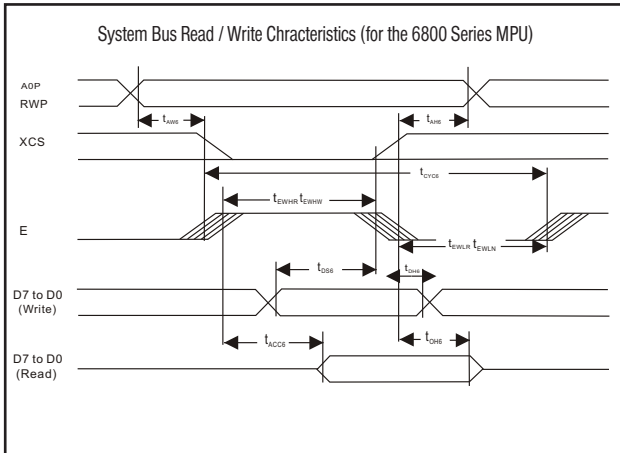 System Bus Read / Write Chracteristics (for the 6800 Series MPU)
A0P
RWP
tAW6
tAH6
XCS
tCYC6
tEWHR tEWHW
E
tEWLR tEWLN
tDS6
tDH6
D7 to D0
(Write)
tACC6
tOH6
D7 to D0
(Read)